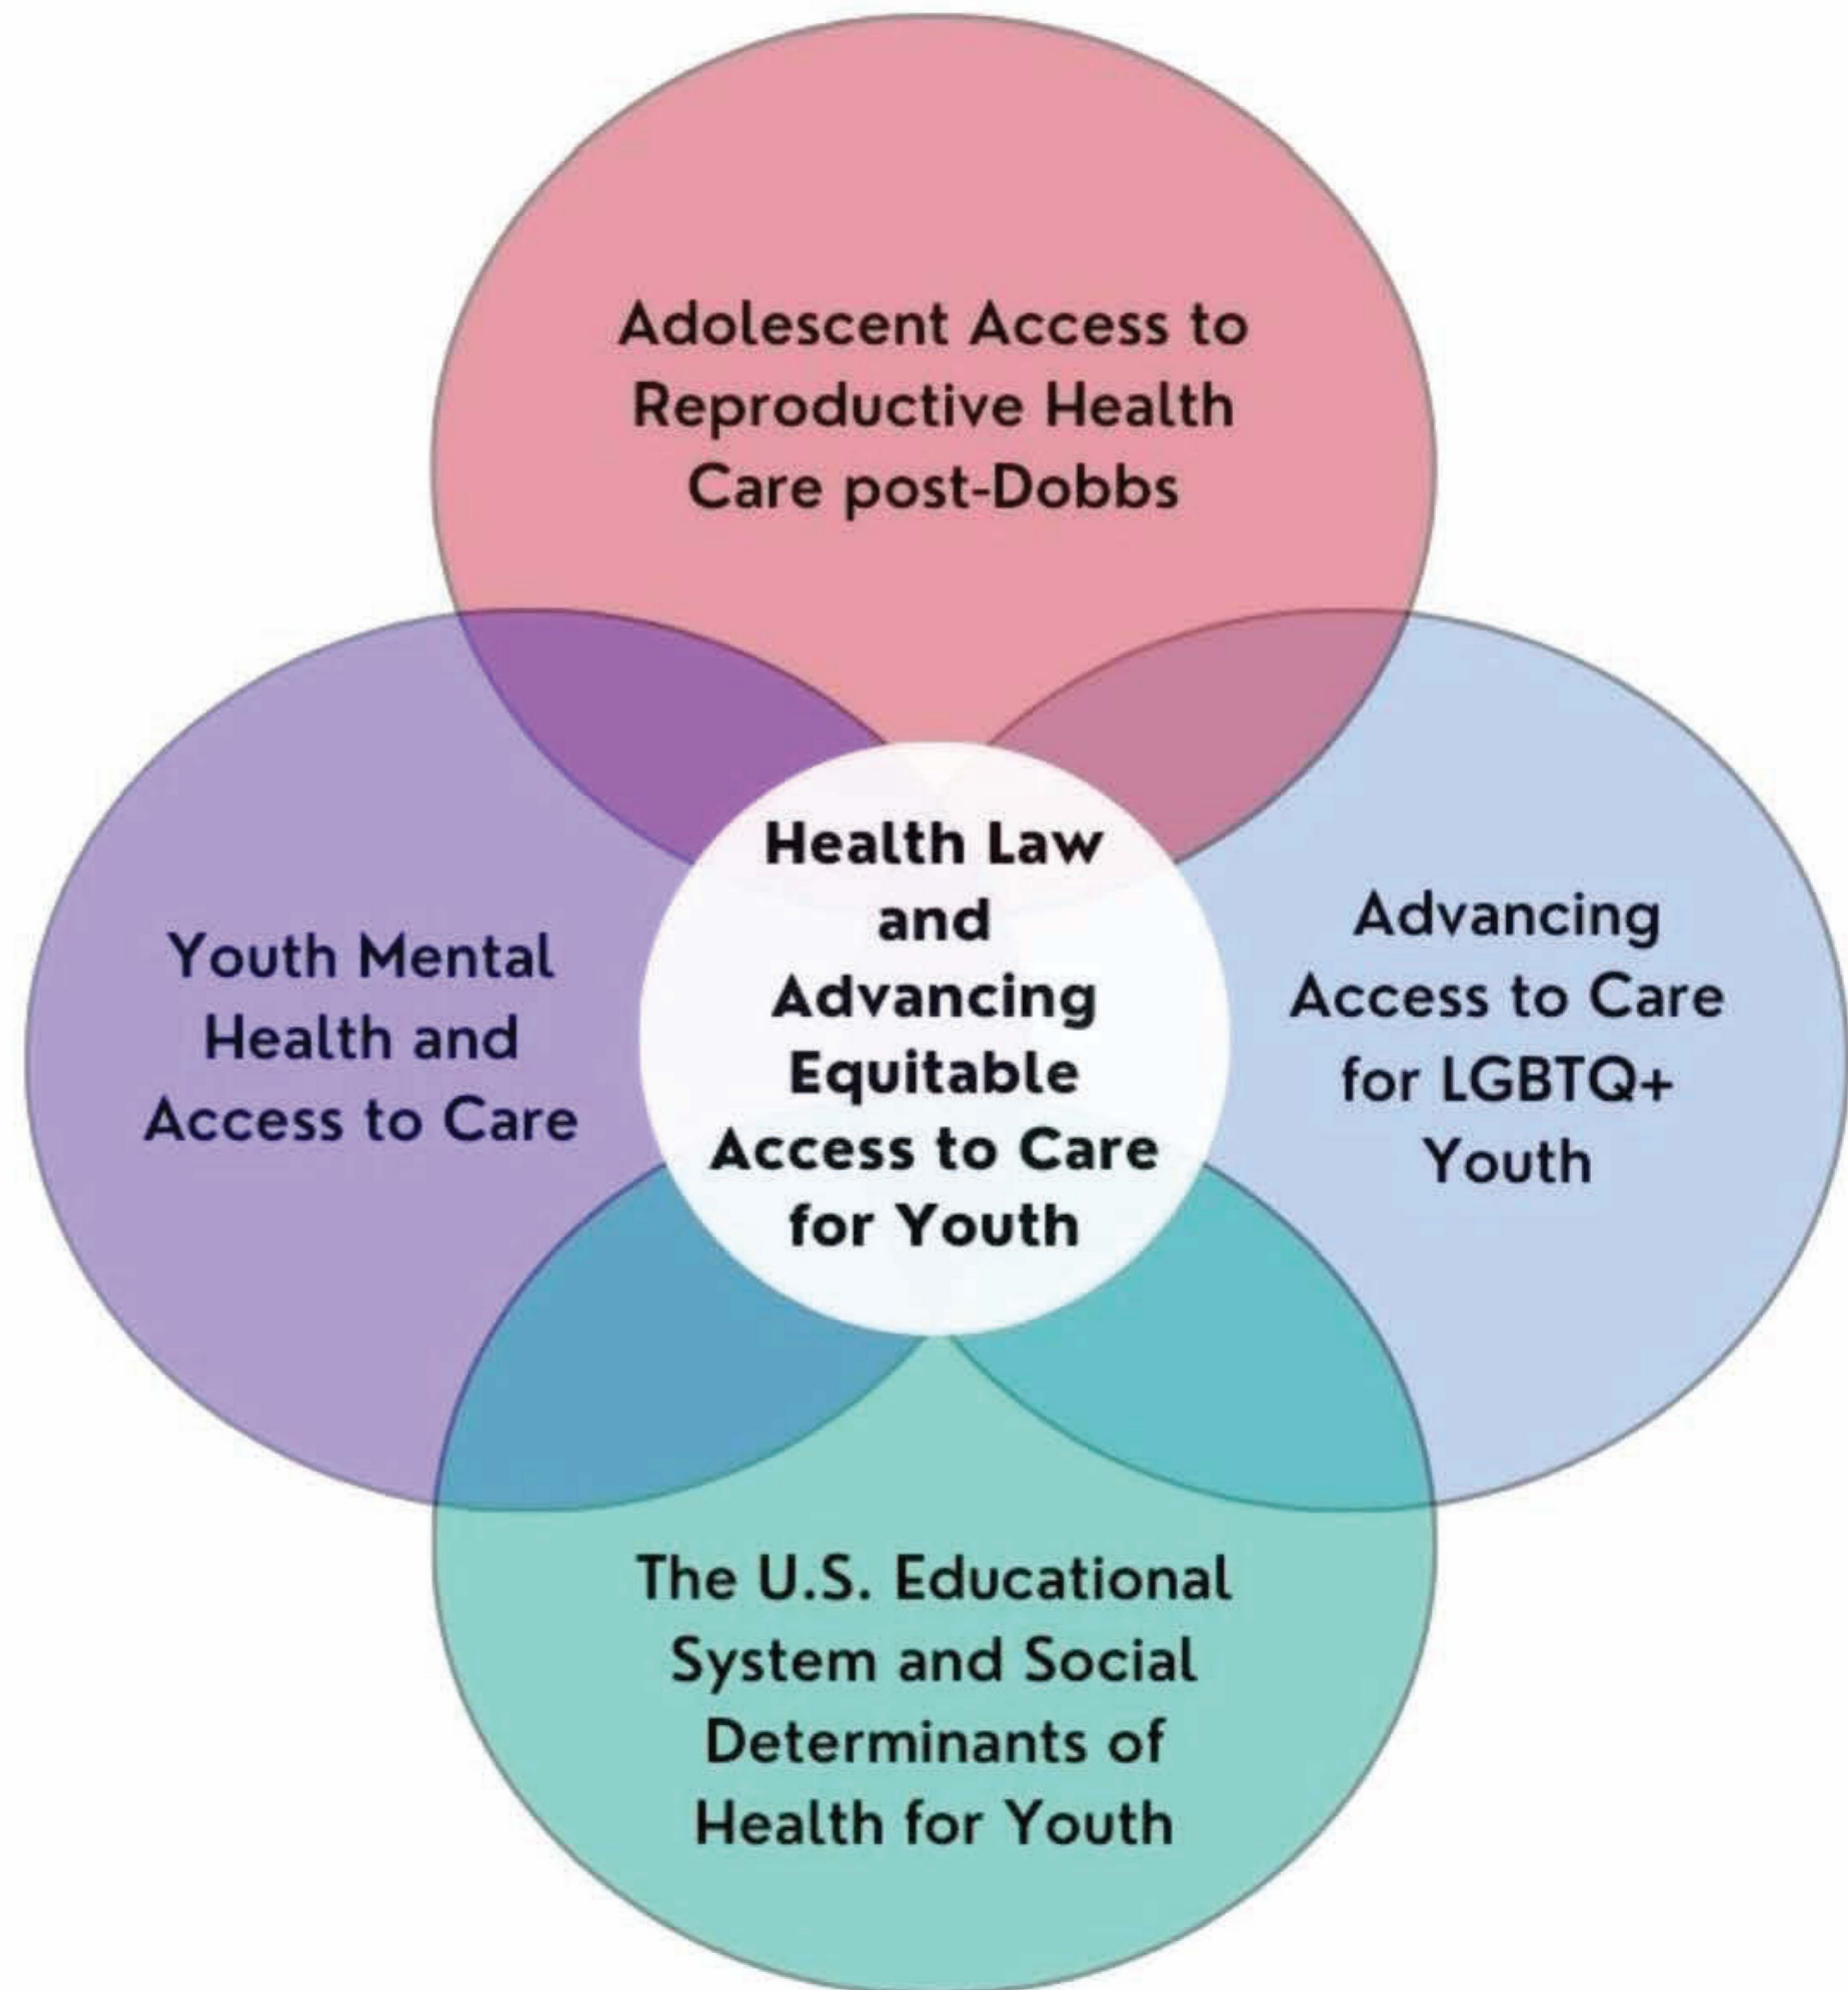 Adolescent Access to
Reproductive Health
Care post-Dobbs
Youth Mental
Health and
Access to Care
Health Law
and
Advancing
Equitable
Access to Care
for Youth
Advancing
Access to Care
for LGBTQ+
Youth
The U.S. Educational
System and Social
Determinants of
Health for Youth